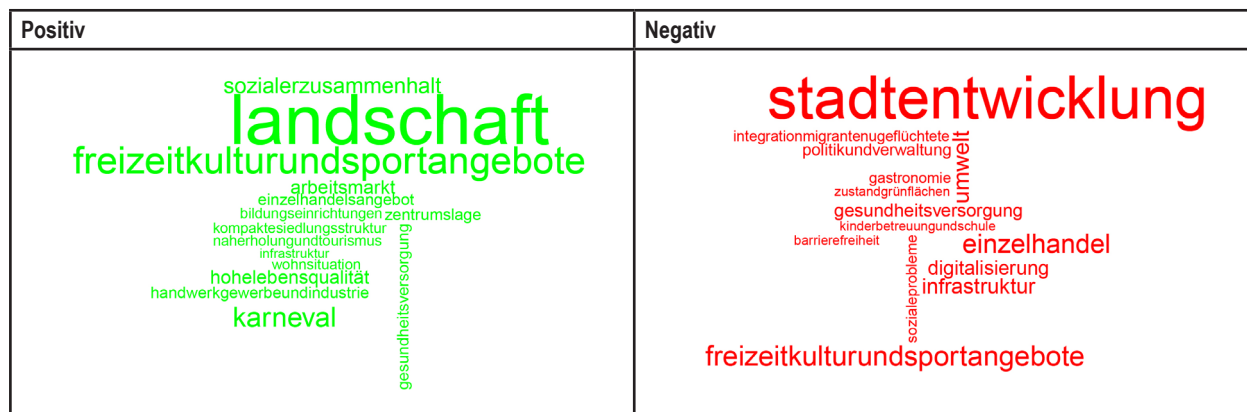 Positiv
Negativ
sozialerzusammenhalt
landschaft
freizeitkulturundsportangebote
arbeitsmarkt
einzelhandelsangebot
bildungseinrichtungen
zentrumslage
kompaktesiedlungsstruktur
naherholungundtourismus
infrastruktur
wohnsituation
hohelebensqualität
handwerkgewerbeundindustrie
karneval
gesundheitsversorgung
stadtentwicklung
integrationmigrantenugeflüchtete
politikundverwaltung
umwelt
gastronomie
zustandgrünflächen
gesundheitsversorgung
kinderbetreuungundschule
barrierefreiheit
einzelhandel
sozialeprobleme
digitalisierung
infrastruktur
freizeitkulturundsportangebote